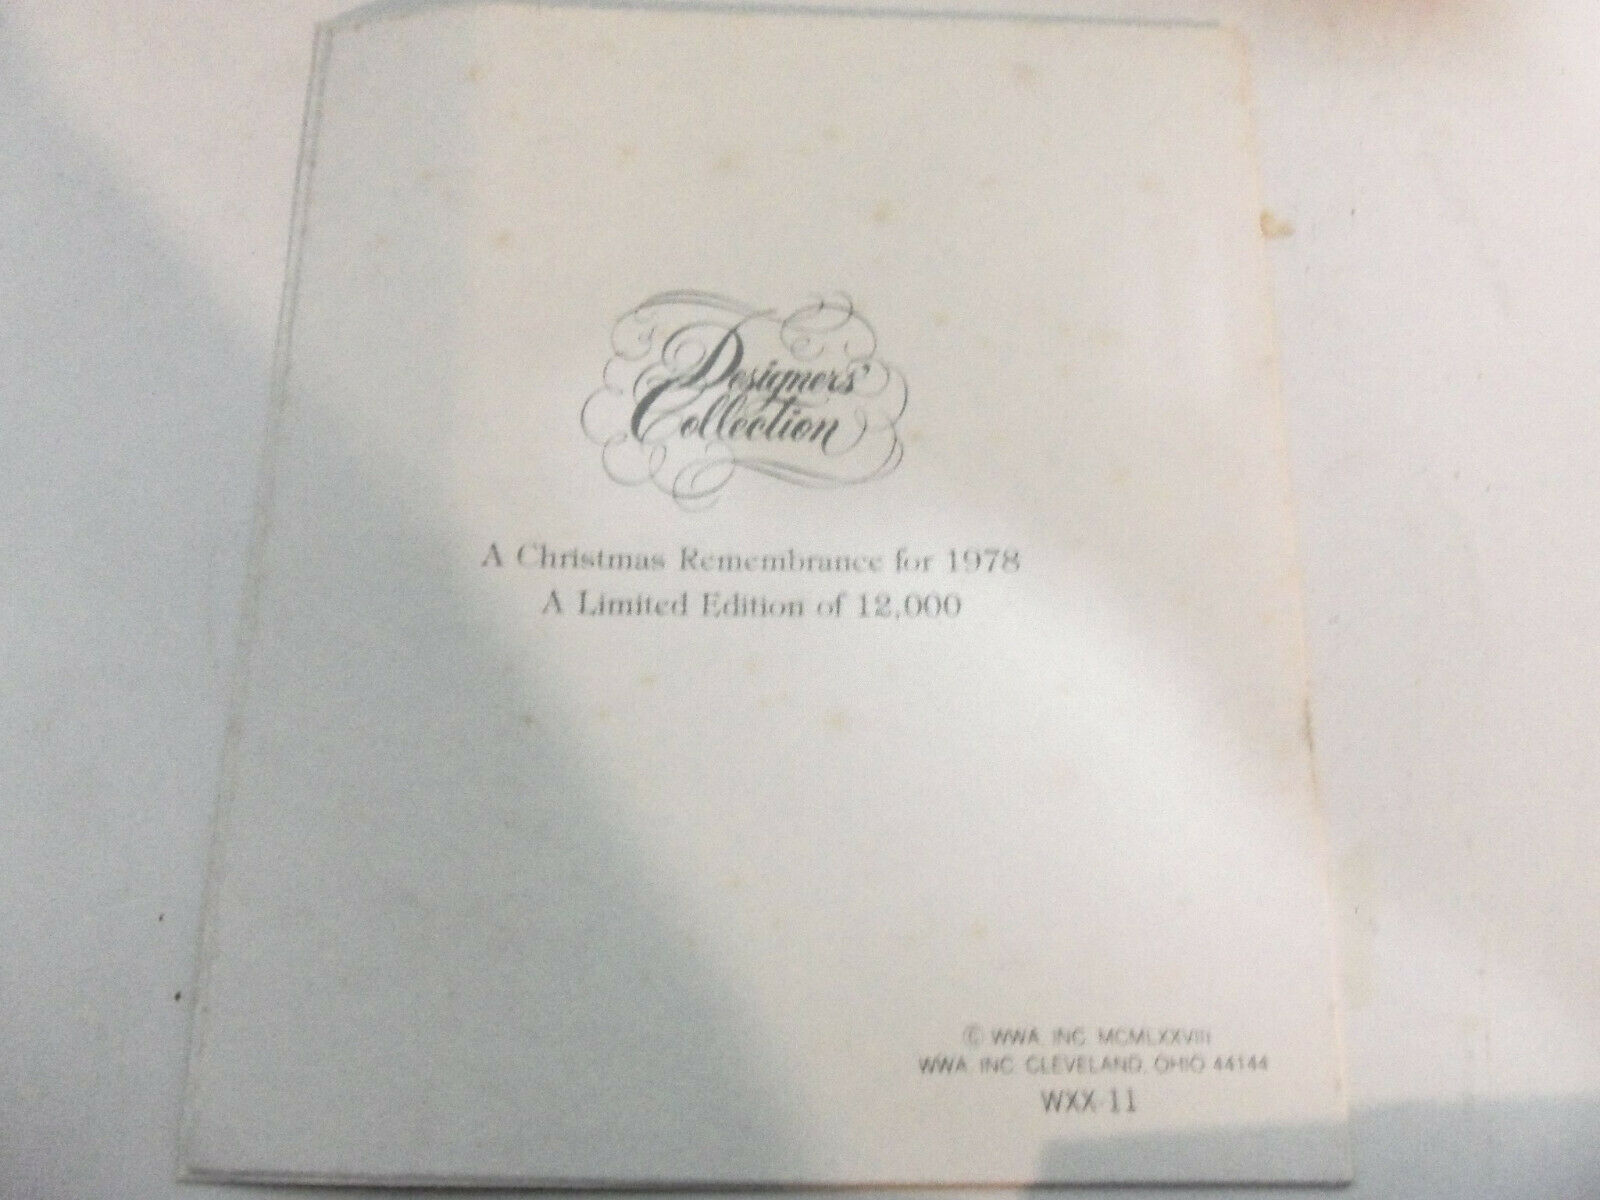 Designers'
Collection
A Christmas Remembrance for 1978
A Limited Edition of 12,000
© WWA, INC. MCMLXXVIII
WWA, INC. CLEVELAND, OHIO 44144
WXX-11